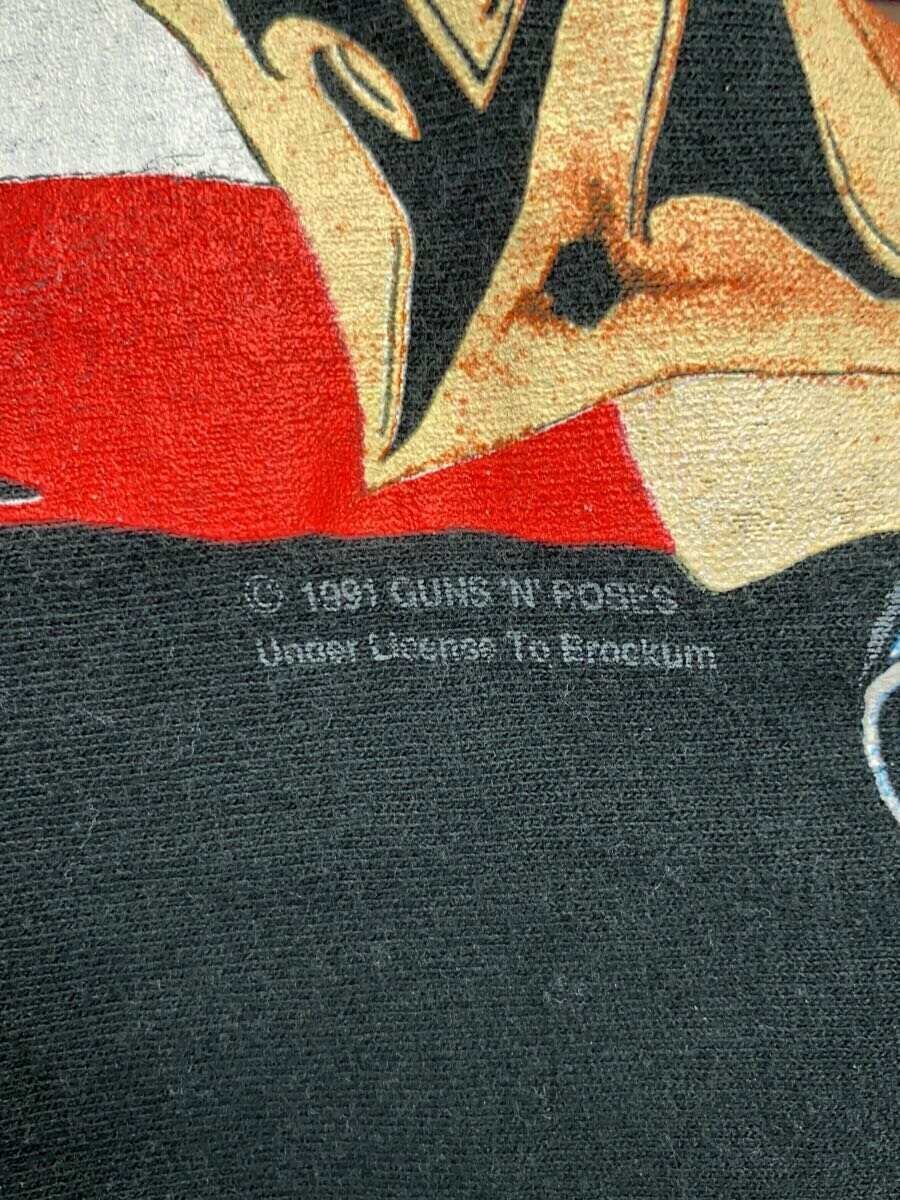 © 1991 GUNS 'N' ROSES
Under License To Brockum